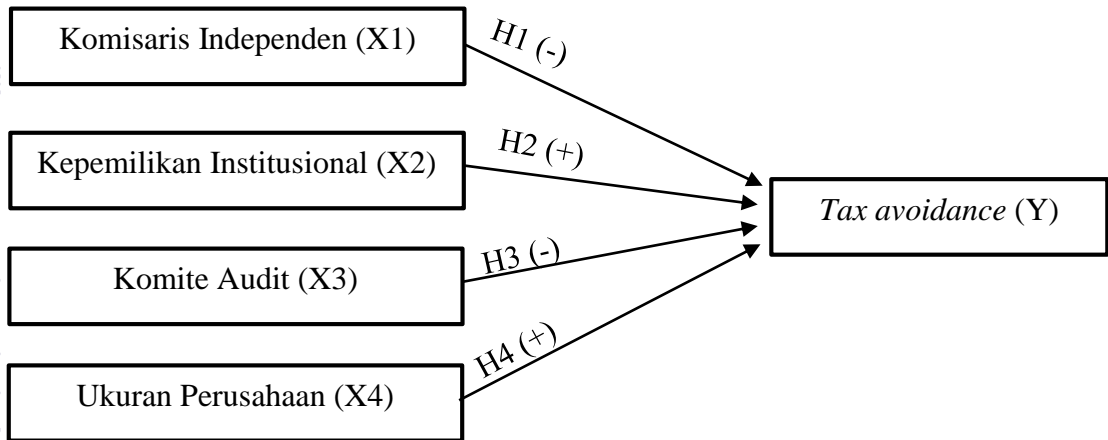 Komisaris Independen (X1)
H1 (-)
Kepemilikan Institusional (X2)
H2 (+)
Tax avoidance (Y)
Komite Audit (X3)
H3 (-)
Ukuran Perusahaan (X4)
H4 (+)